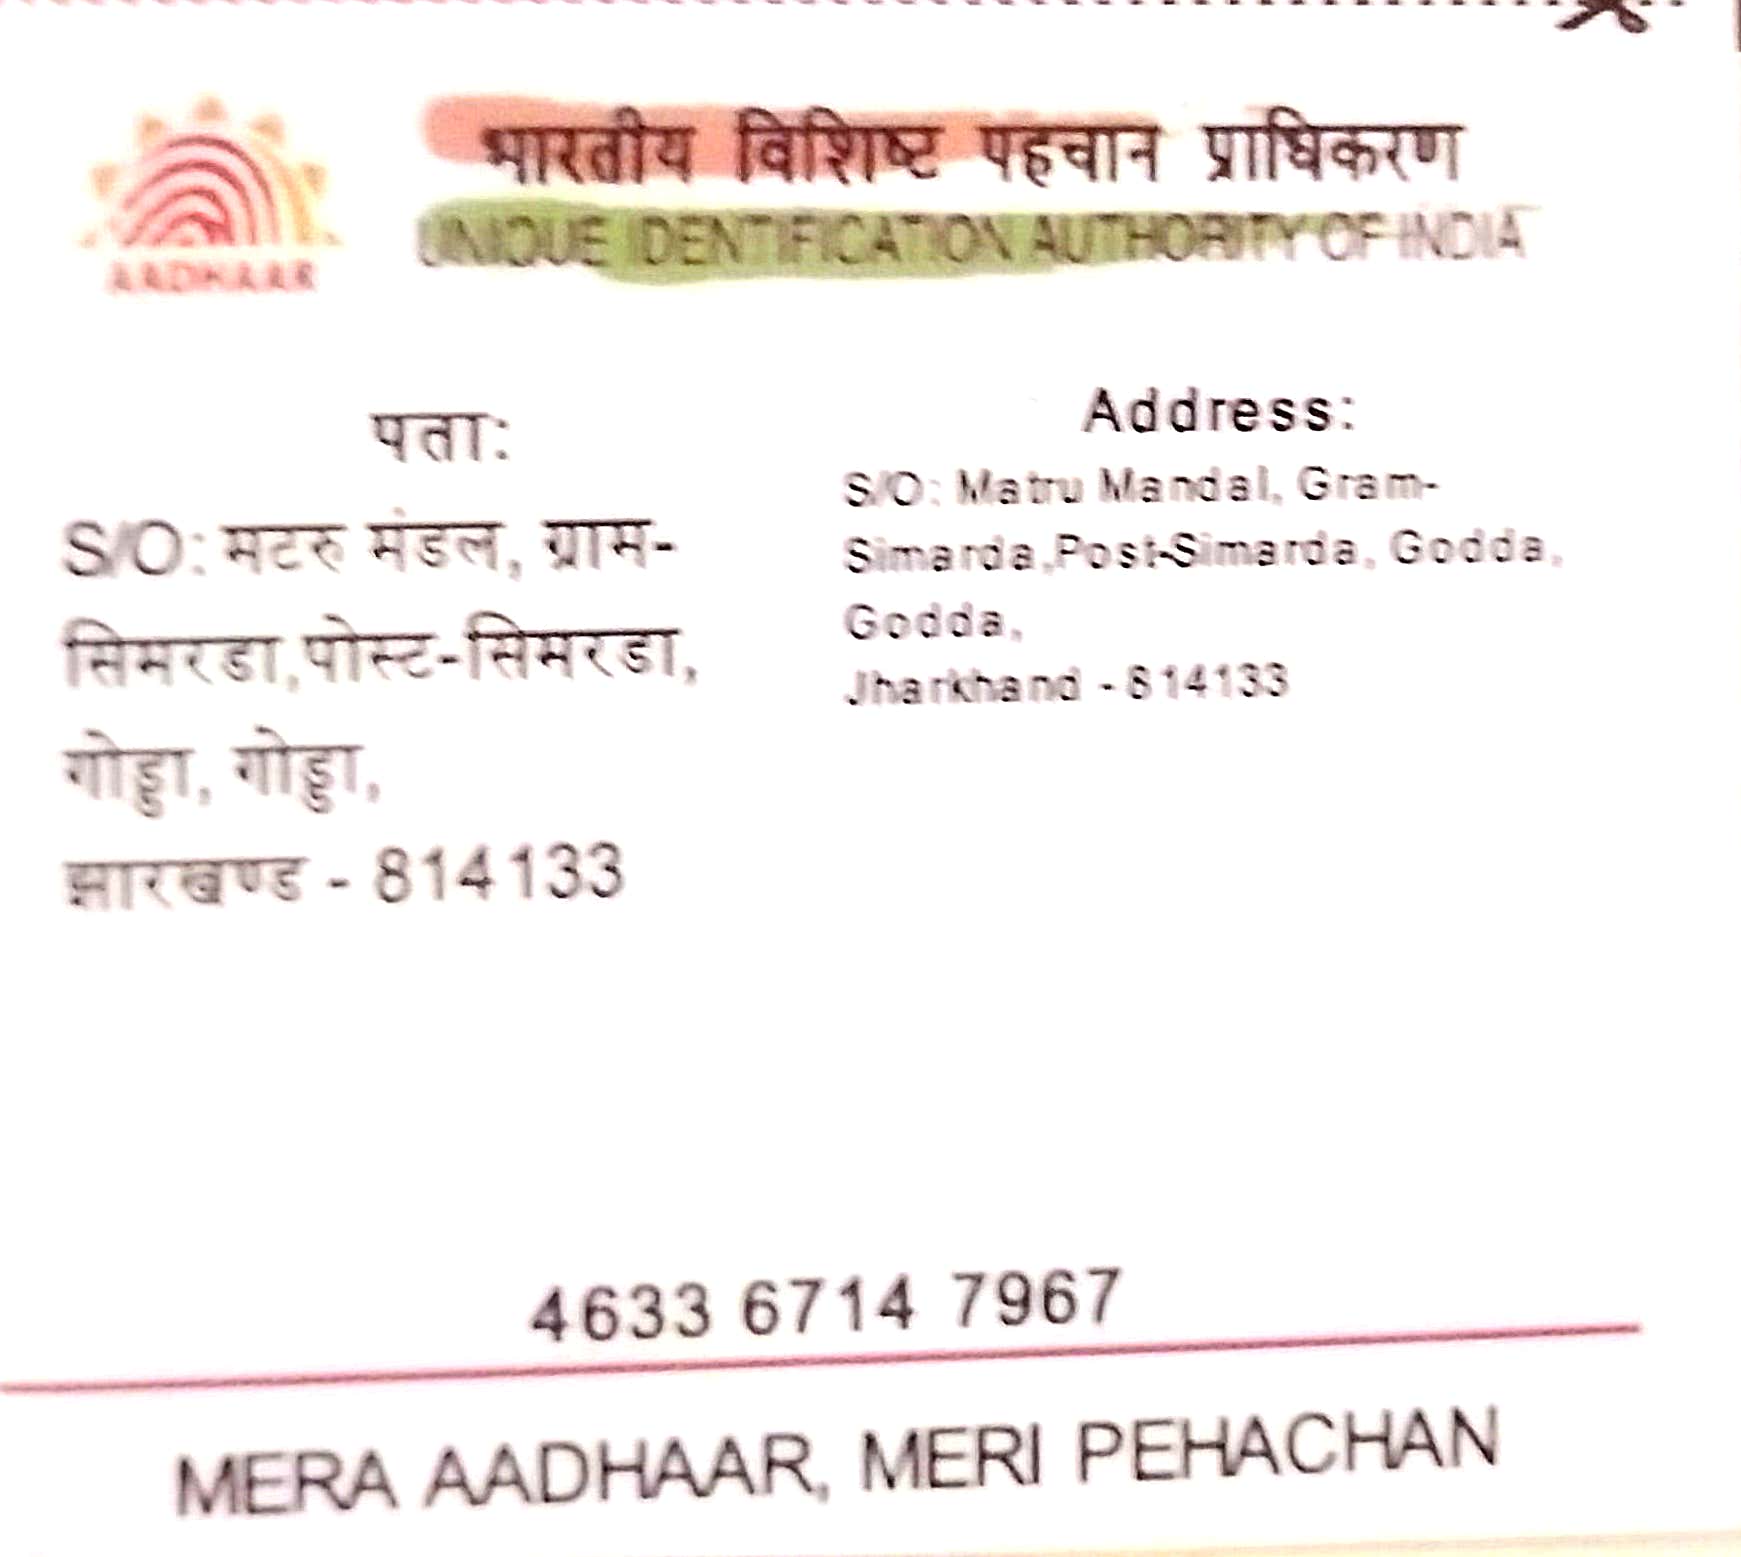 भारतीय विशिष्ट पहचान प्राधिकरण
UNIQUE IDENTIFICATION AUTHORITY OF INDIA
AADHAAR
पता:
S/O: मटरु मंडल, ग्राम-
सिमरडा,पोस्ट-सिमरडा,
गोड्डा, गोड्डा,
झारखण्ड - 814133
Address:
S/O: Matru Mandal, Gram-
Simarda,Post-Simarda, Godda,
Godda,
Jharkhand - 814133
4633 6714 7967
MERA AADHAAR, MERI PEHACHAN